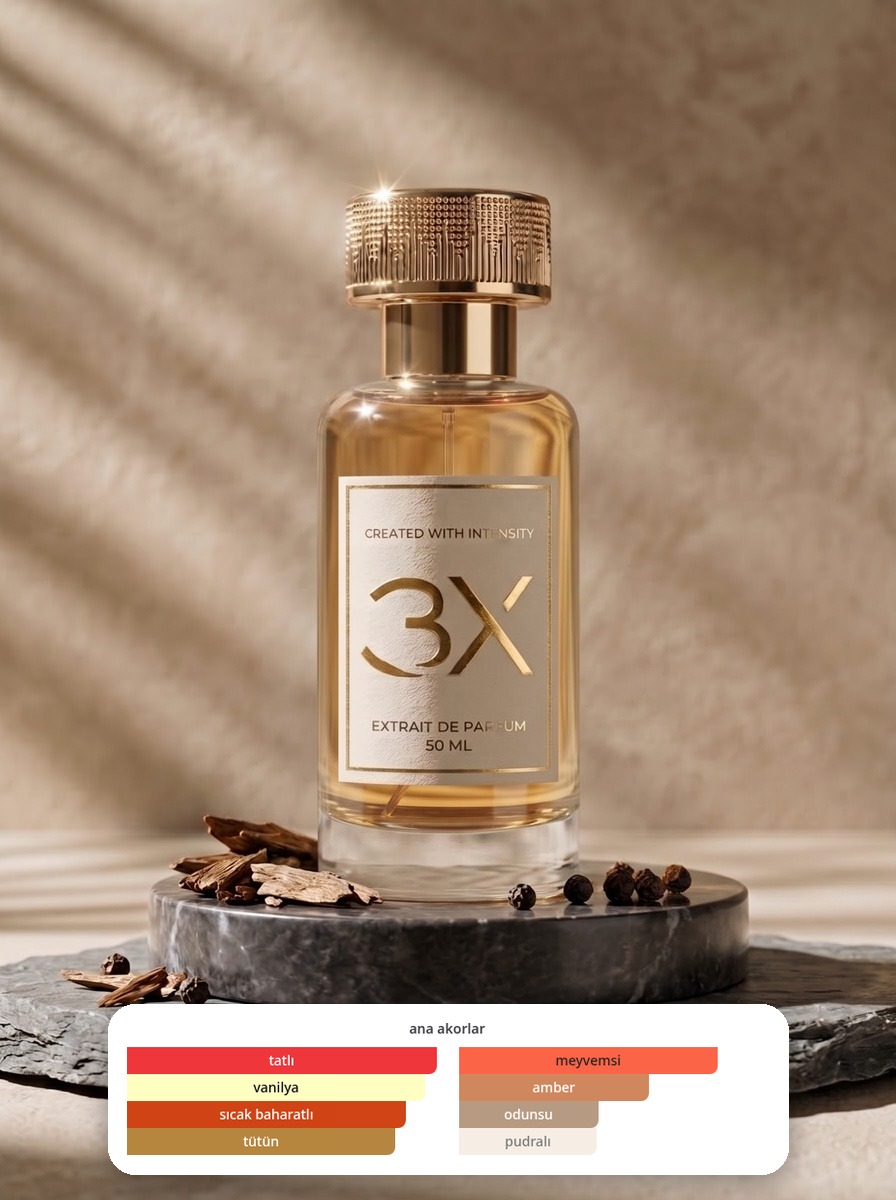 CREATED WITH INTENSITY
3X
EXTRAIT DE PARFUM
50 ML
ana akorlar
tatlı
meyvemsi
vanilya
amber
sıcak baharatlı
odunsu
tütün
pudralı